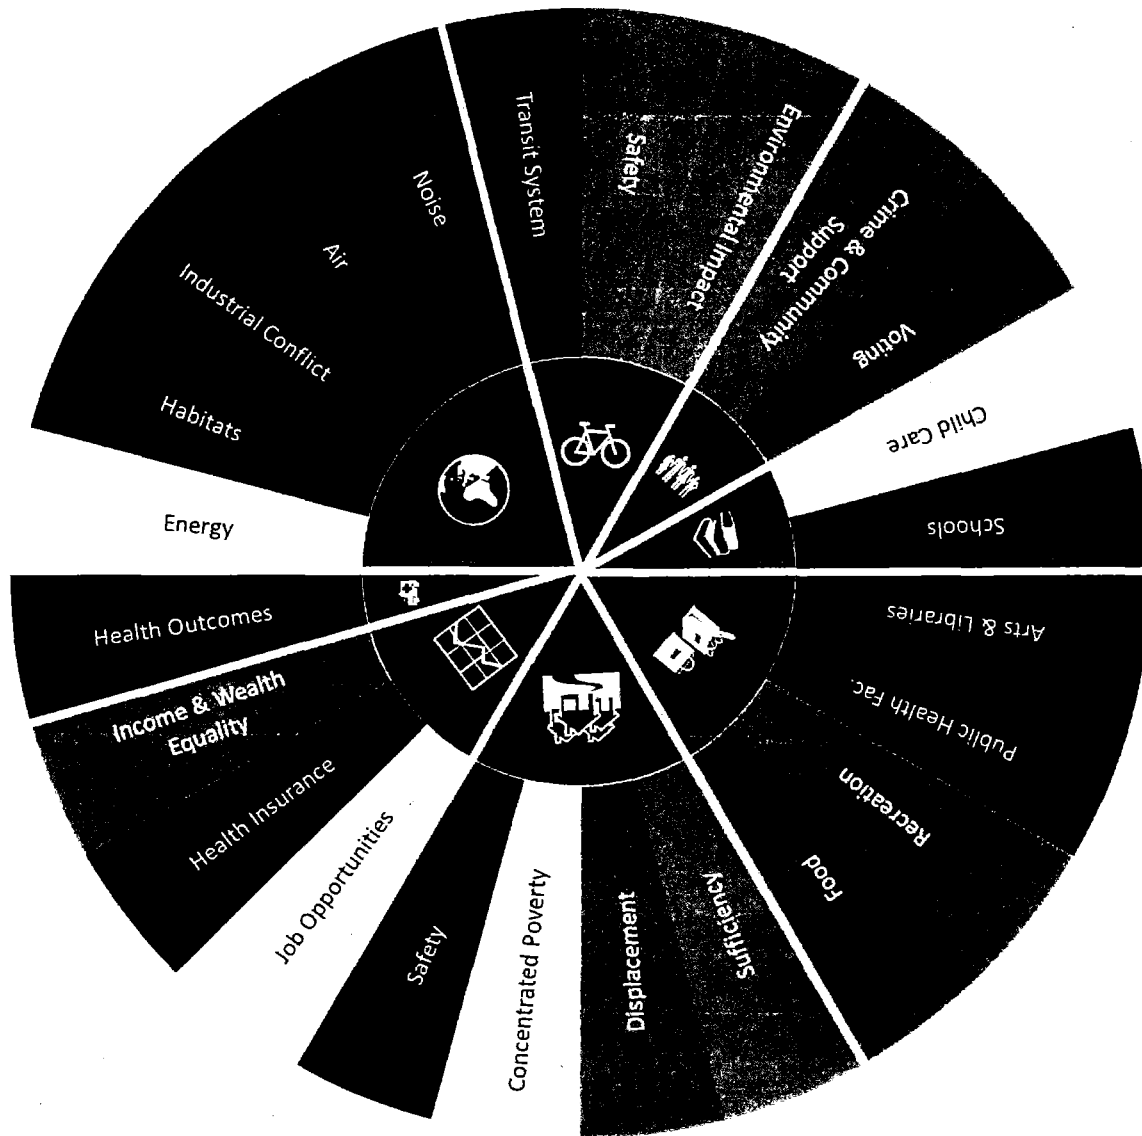 Transit System
Safety
Environmental Impact
Crime & Community
Support
Voting
Child Care
Schools
Arts & Libraries
Public Health Fac.
Recreation
Food
Sufficiency
Displacement
Concentrated Poverty
Safety
Job Opportunities
Health Insurance
Income & Wealth
Equality
Health Outcomes
Energy
Habitats
Industrial Conflict
Air
Noise